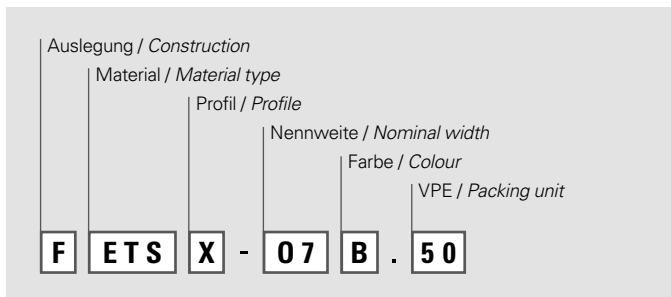 Auslegung / Construction
Material / Material type
Profil / Profile
Nennweite / Nominal width
Farbe / Colour
VPE / Packing unit
F ETS X - 07 B . 50